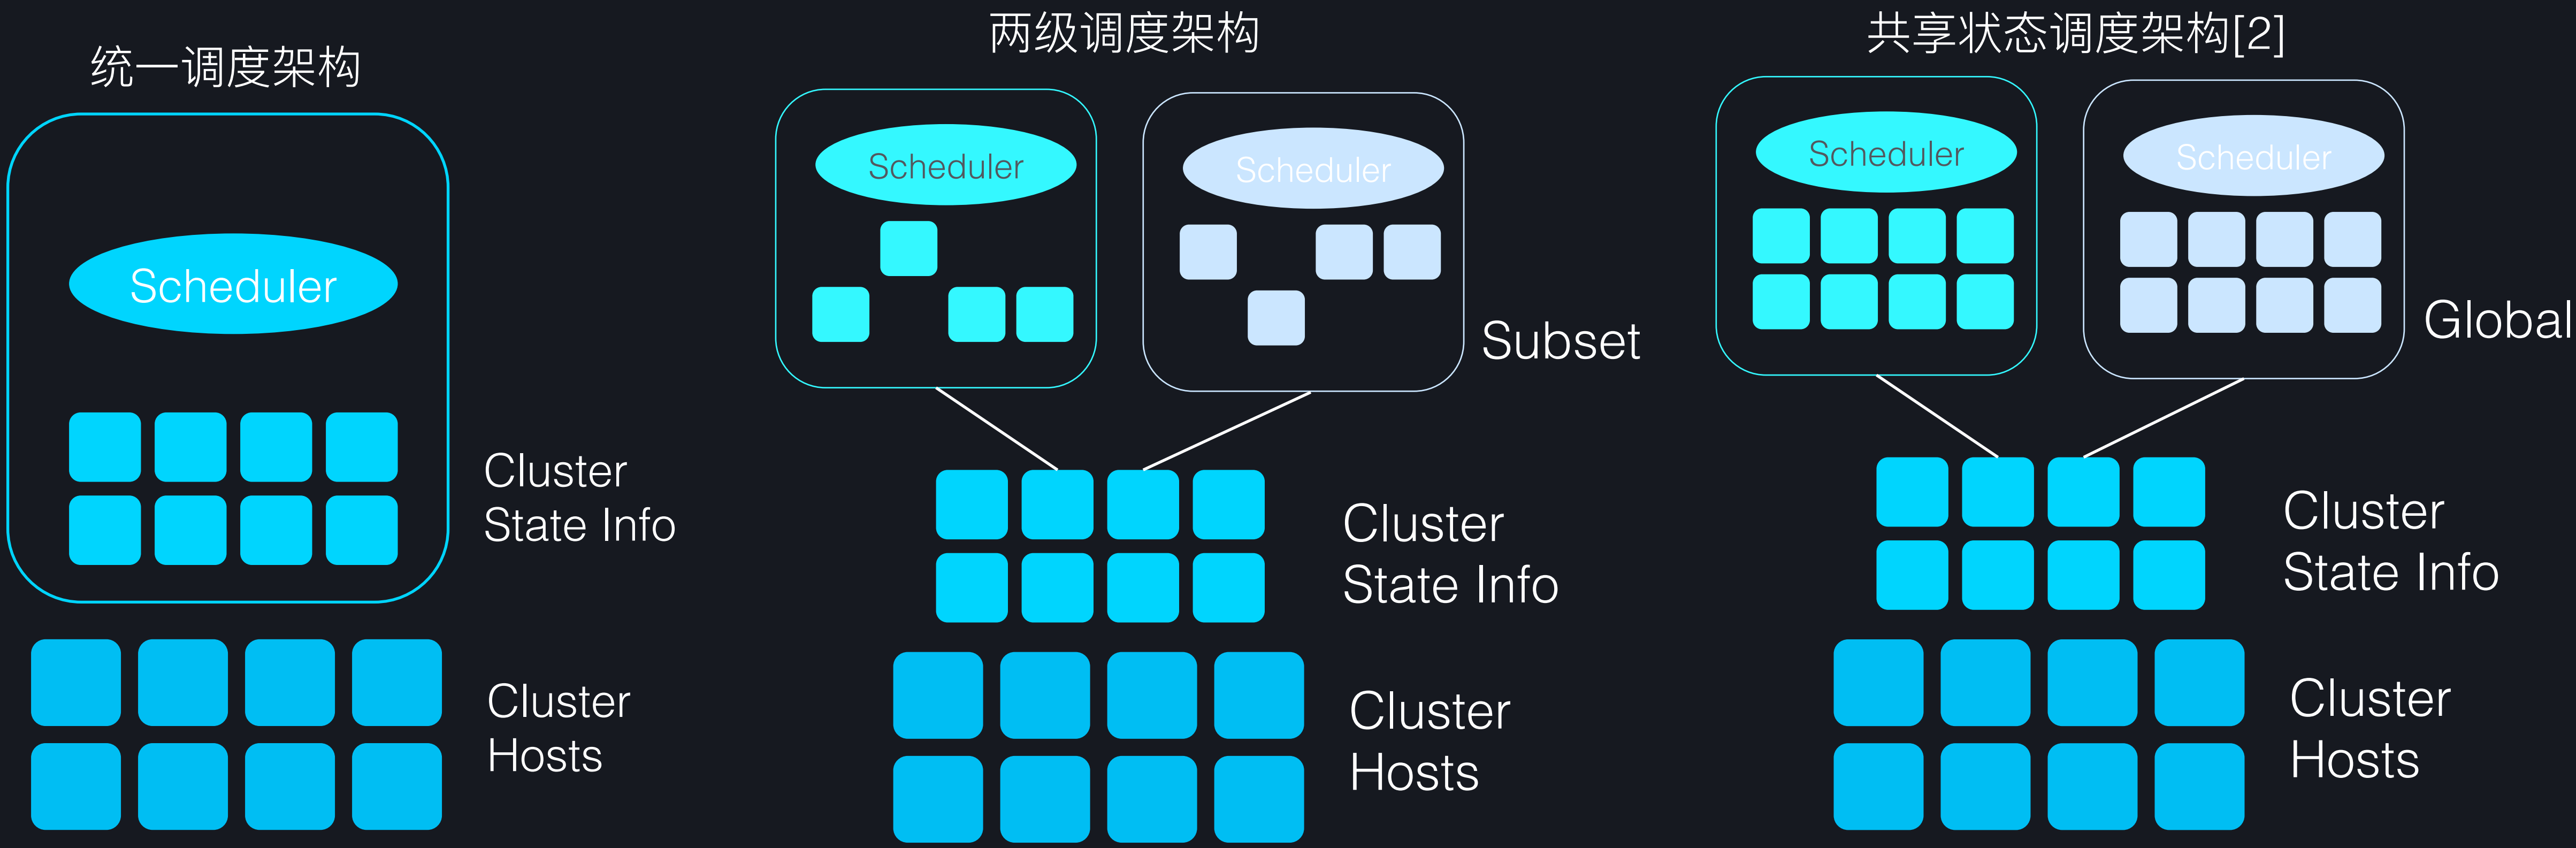 统一调度架构
Scheduler
Cluster
State Info
Cluster
Hosts
两级调度架构
Scheduler
Scheduler
Subset
Cluster
State Info
Cluster
Hosts
共享状态调度架构[2]
Scheduler
Scheduler
Global
Cluster
State Info
Cluster
Hosts